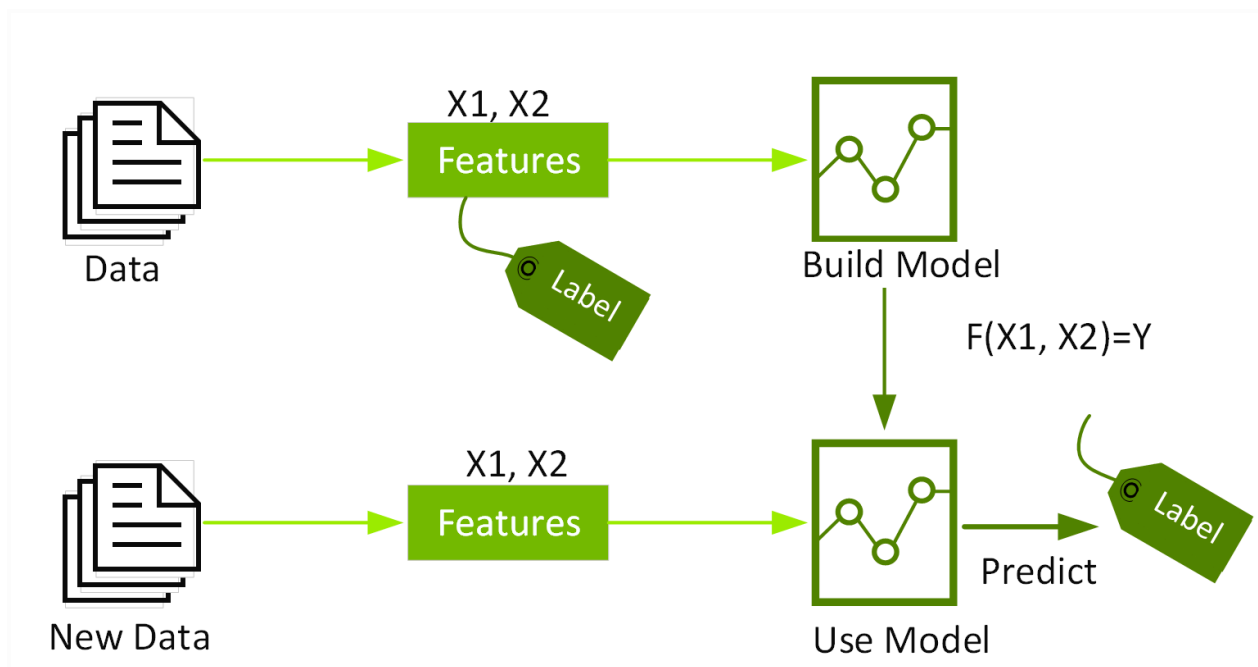 X1, X2
Features
Label
Data
Build Model
F(X1, X2)=Y
X1, X2
Features
Label
Predict
New Data
Use Model